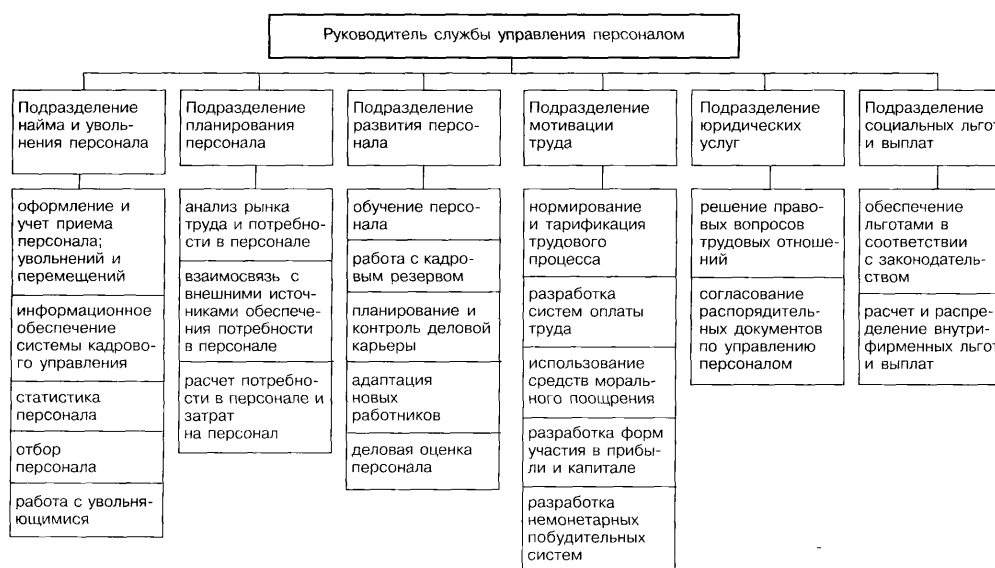 Руководитель службы управления персоналом
Подразделение
найма и уволь-
нения персонала
Подразделение
планирования
персонала
Подразделение
развития персо-
нала
Подразделение
мотивации
труда
Подразделение
юридических
услуг
Подразделение
социальных льгот
и выплат
оформление и
учет приема
персонала;
увольнений и
перемещений
информационное
обеспечение
системы кадрово-
го управления
статистика
персонала
отбор
персонала
работа с увольня-
ющимися
анализ рынка
труда и потребно-
сти в персонале
взаимосвязь с
внешними источ-
никами обеспече-
ния потребности
в персонале
расчет потребно-
сти в персонале и
затрат
на персонал
обучение персо-
нала
работа с кадро-
вым резервом
планирование и
контроль деловой
карьеры
адаптация
новых
работников
деловая оценка
персонала
нормирование
и тарификация
трудового
процесса
разработка
систем оплаты
труда
использование
средств мораль-
ного поощрения
разработка форм
участия в прибы-
ли и капитале
разработка
немонетарных
побудительных
систем
решение право-
вых вопросов
трудовых отноше-
ний
согласование
распорядитель-
ных документов
по управлению
персоналом
обеспечение
льготами в
соответствии
с законодатель-
ством
расчет и распре-
деление внутри-
фирменных льгот
и выплат